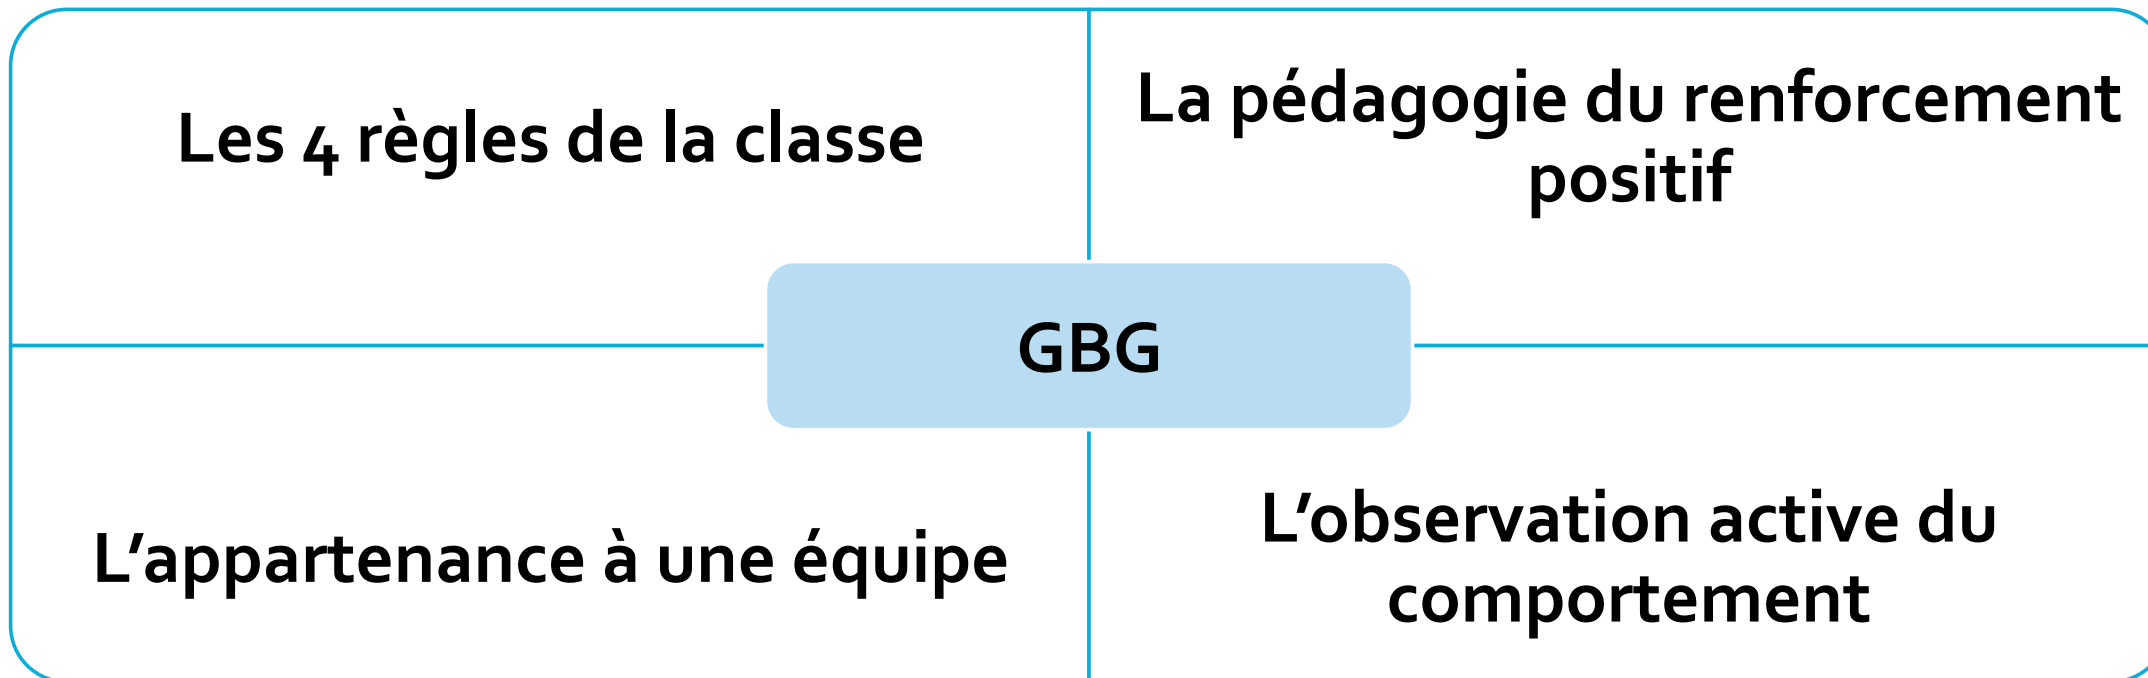 Les 4 règles de la classe
La pédagogie du renforcement
positif
GBG
L’appartenance à une équipe
L’observation active du
comportement